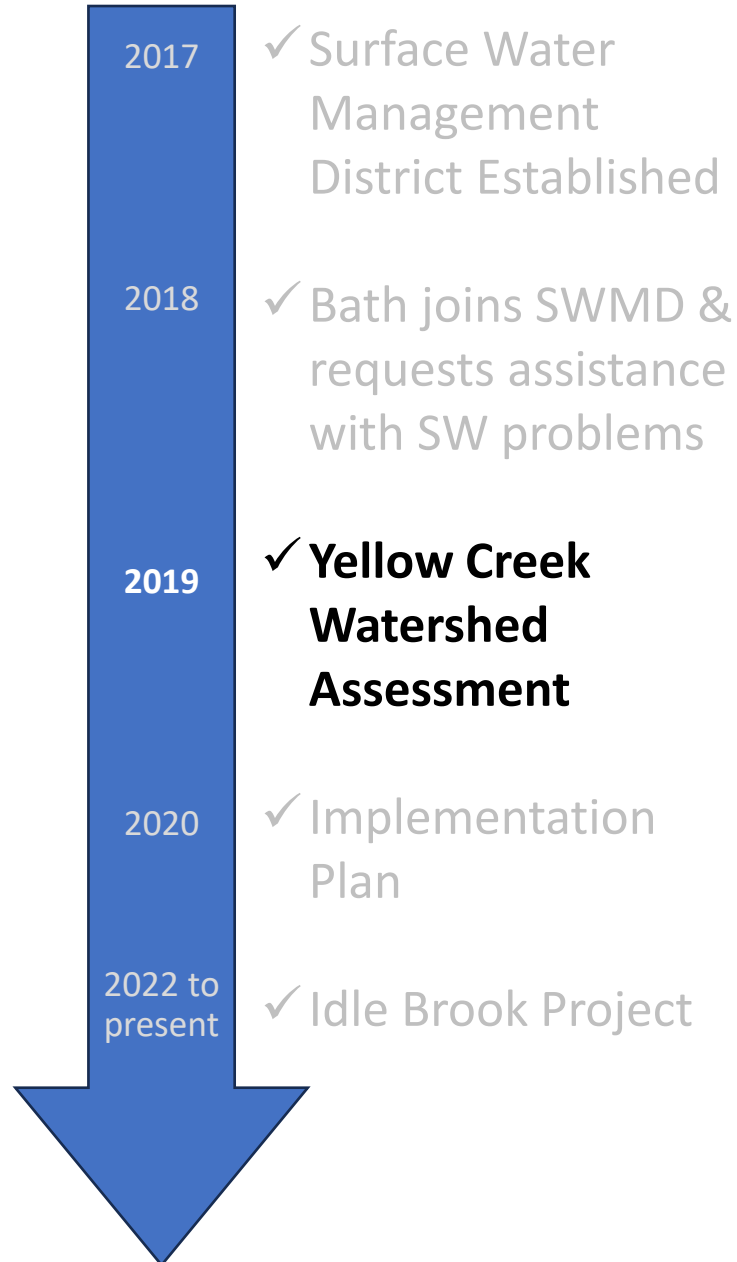 2017
✓ Surface Water
Management
District Established
2018
✓ Bath joins SWMD &
requests assistance
with SW problems
2019
✓ Yellow Creek
Watershed
Assessment
2020
✓ Implementation
Plan
2022 to
present
✓ Idle Brook Project